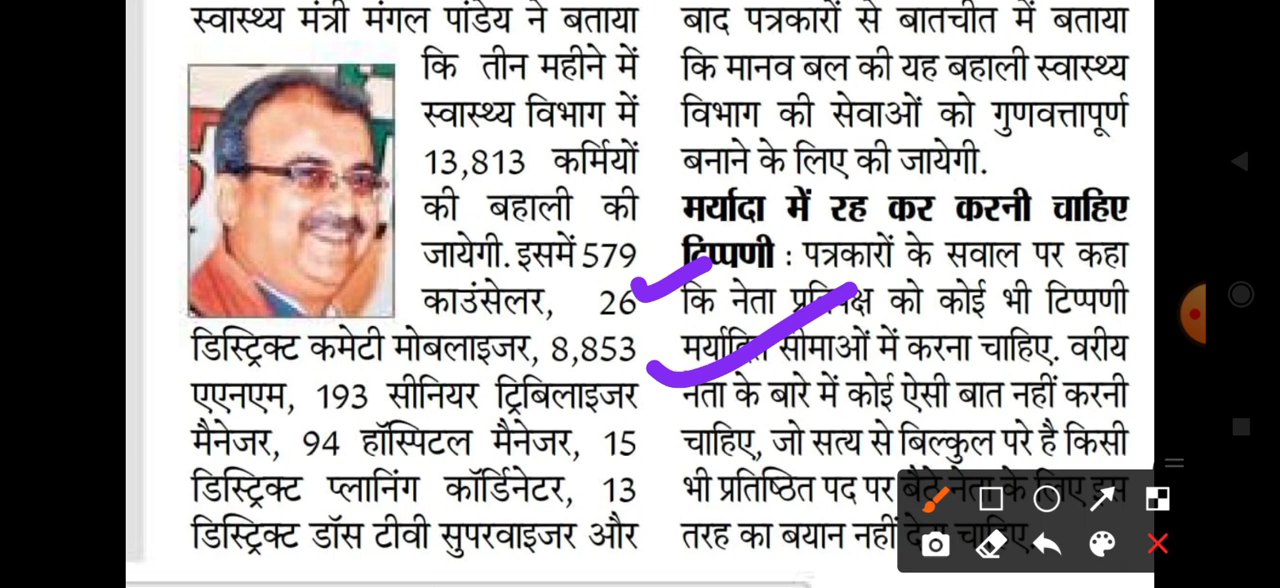 स्वास्थ्य मंत्री मंगल पांडेय ने बताया
कि तीन महीने में
स्वास्थ्य विभाग में
13,813 कर्मियों
की बहाली की
जायेगी. इसमें 579
काउंसेलर, 26
डिस्ट्रिक्ट कमेटी मोबलाइजर, 8,853
एएनएम, 193 सीनियर ट्रिबिलाइजर
मैनेजर, 94 हॉस्पिटल मैनेजर, 15
डिस्ट्रिक्ट प्लानिंग कॉर्डिनेटर, 13
डिस्ट्रिक्ट डॉस टीवी सुपरवाइजर और
बाद पत्रकारों से बातचीत में बताया
कि मानव बल की यह बहाली स्वास्थ्य
विभाग की सेवाओं को गुणवत्तापूर्ण
बनाने के लिए की जायेगी.
मर्यादा में रह कर करनी चाहिए
टिप्पणी : पत्रकारों के सवाल पर कहा
कि नेता प्रतिपक्ष को कोई भी टिप्पणी
मर्यादित सीमाओं में करना चाहिए. वरीय
नेता के बारे में कोई ऐसी बात नहीं करनी
चाहिए, जो सत्य से बिल्कुल परे है किसी
भी प्रतिष्ठित पद पर बैठे नेता के लिए इस
तरह का बयान नहीं देना चाहिए.